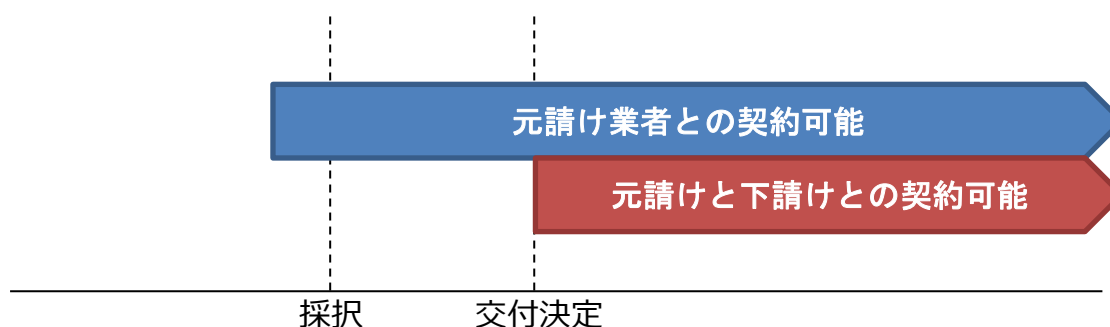 元請け業者との契約可能
元請けと下請けとの契約可能
採択
交付決定